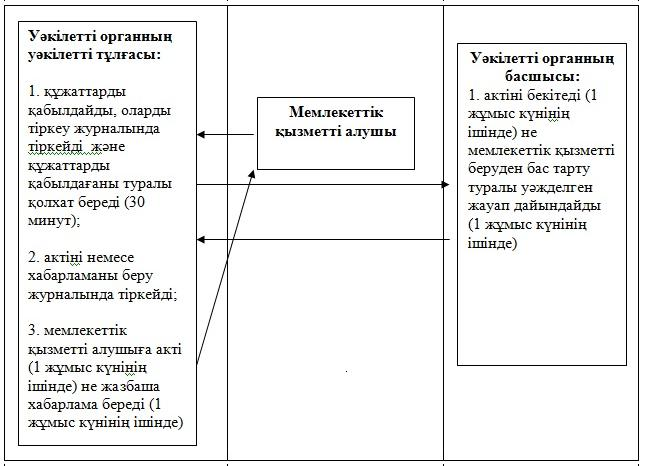 Уәкілетті органның
уәкілетті тұлғасы:
1. құжаттарды
қабылдайды, оларды
тіркеу журналында
тіркейді және
құжаттарды
қабылдағаны туралы
қолхат береді (30
минут);
2. актіні немесе
хабарламаны беру
журналында тіркейді;
3. мемлекеттік
қызметті алушыға акті
(1 жұмыс күнінің
ішінде) не жазбаша
хабарлама береді (1
жұмыс күнінің ішінде)
Мемлекеттік
қызметті алушы
Уәкілетті органның
басшысы:
1. актіні бекітеді (1
жұмыс күнінің
ішінде) не
мемлекеттік қызметті
беруден бас тарту
туралы уәжделген
жауап дайындайды
(1 жұмыс күнінің
ішінде)